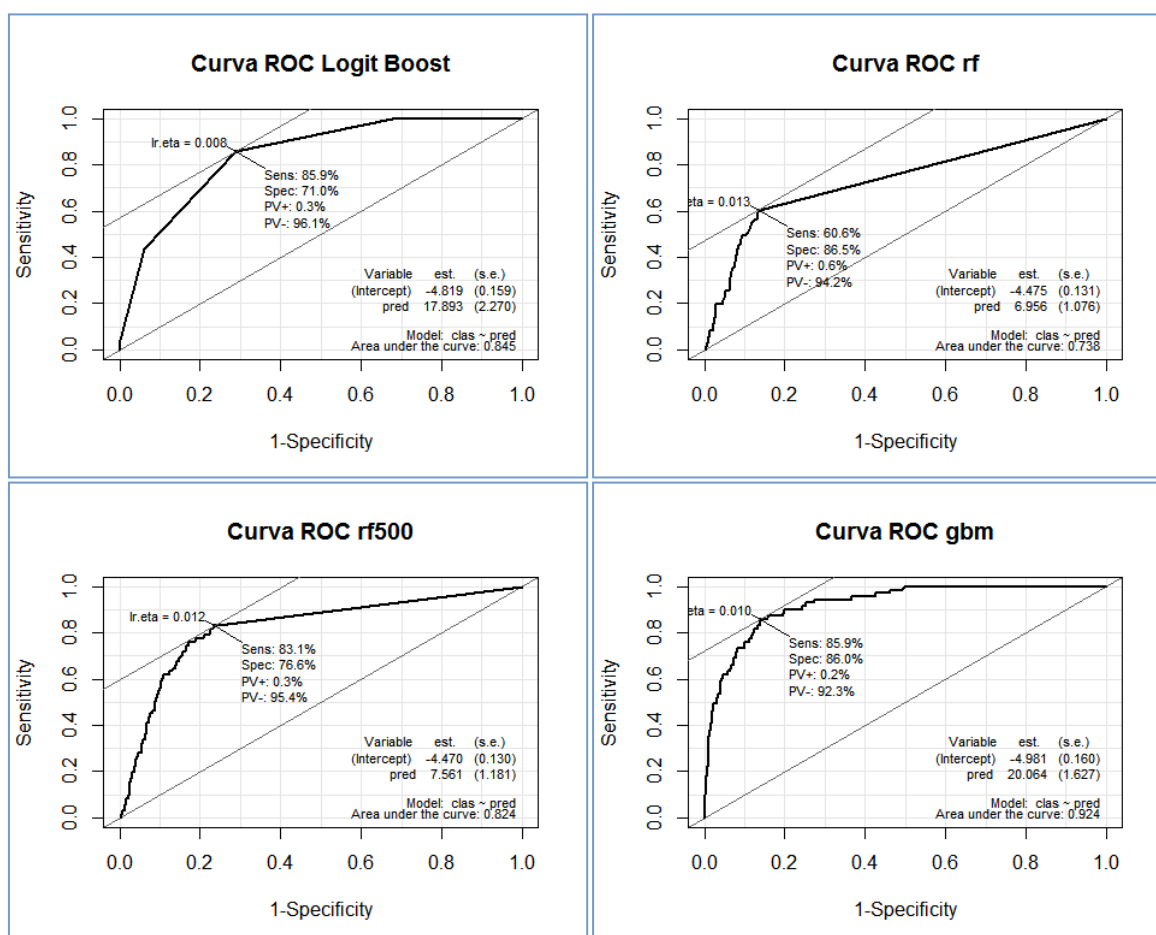 Curva ROC Logit Boost
lr.eta = 0.008
Sens: 85.9%
Spec: 71.0%
PV+: 0.3%
PV-: 96.1%
Variable est. (s.e.)
(Intercept) -4.819 (0.159)
pred 17.893 (2.270)
Model: clas ~ pred
Area under the curve: 0.845
Sensitivity
0.0 0.2 0.4 0.6 0.8 1.0
0.0 0.2 0.4 0.6 0.8 1.0
1-Specificity
Curva ROC rf
eta = 0.013
Sens: 60.6%
Spec: 86.5%
PV+: 0.6%
PV-: 94.2%
Variable est. (s.e.)
(Intercept) -4.475 (0.131)
pred 6.956 (1.076)
Model: clas ~ pred
Area under the curve: 0.738
Sensitivity
0.0 0.2 0.4 0.6 0.8 1.0
0.0 0.2 0.4 0.6 0.8 1.0
1-Specificity
Curva ROC rf500
lr.eta = 0.012
Sens: 83.1%
Spec: 76.6%
PV+: 0.3%
PV-: 95.4%
Variable est. (s.e.)
(Intercept) -4.470 (0.130)
pred 7.561 (1.181)
Model: clas ~ pred
Area under the curve: 0.824
Sensitivity
0.0 0.2 0.4 0.6 0.8 1.0
0.0 0.2 0.4 0.6 0.8 1.0
1-Specificity
Curva ROC gbm
eta = 0.010
Sens: 85.9%
Spec: 86.0%
PV+: 0.2%
PV-: 92.3%
Variable est. (s.e.)
(Intercept) -4.981 (0.160)
pred 20.064 (1.627)
Model: clas ~ pred
Area under the curve: 0.924
Sensitivity
0.0 0.2 0.4 0.6 0.8 1.0
0.0 0.2 0.4 0.6 0.8 1.0
1-Specificity